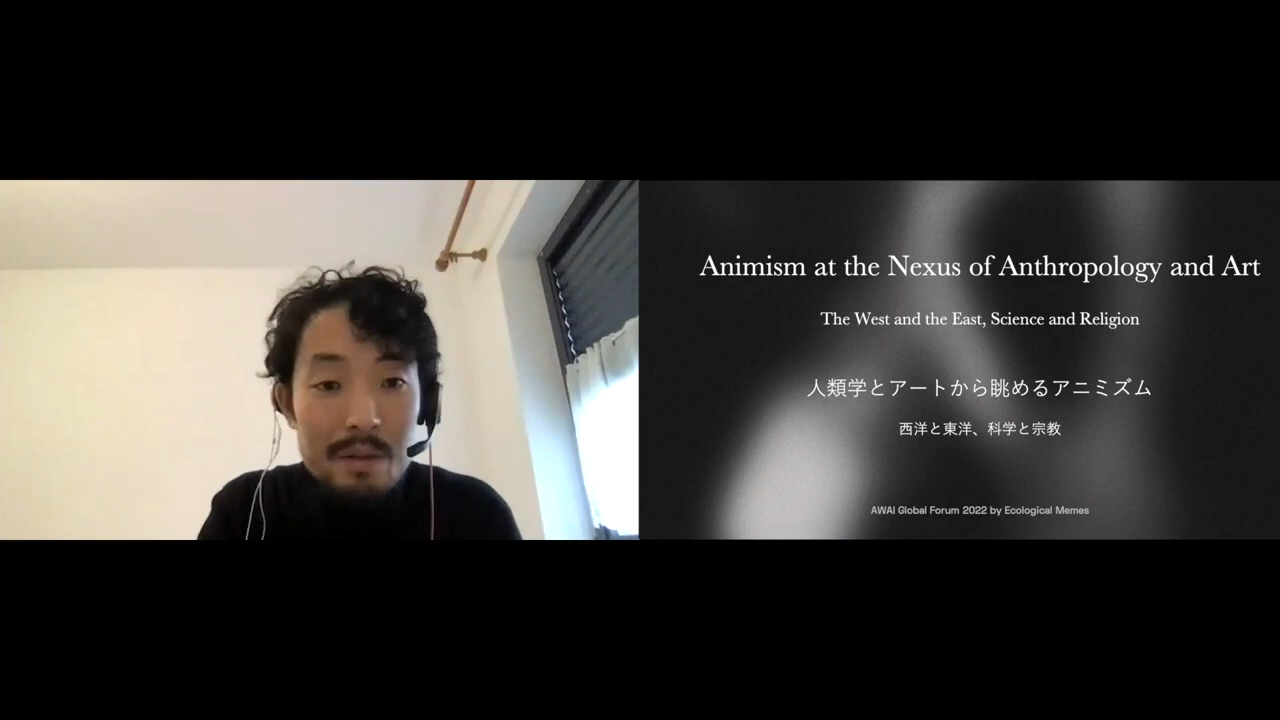 Animism at the Nexus of Anthropology and Art
The West and the East, Science and Religion
人類学とアートから眺めるアニミズム
西洋と東洋、科学と宗教
AWAI Global Forum 2022 by Ecological Memes